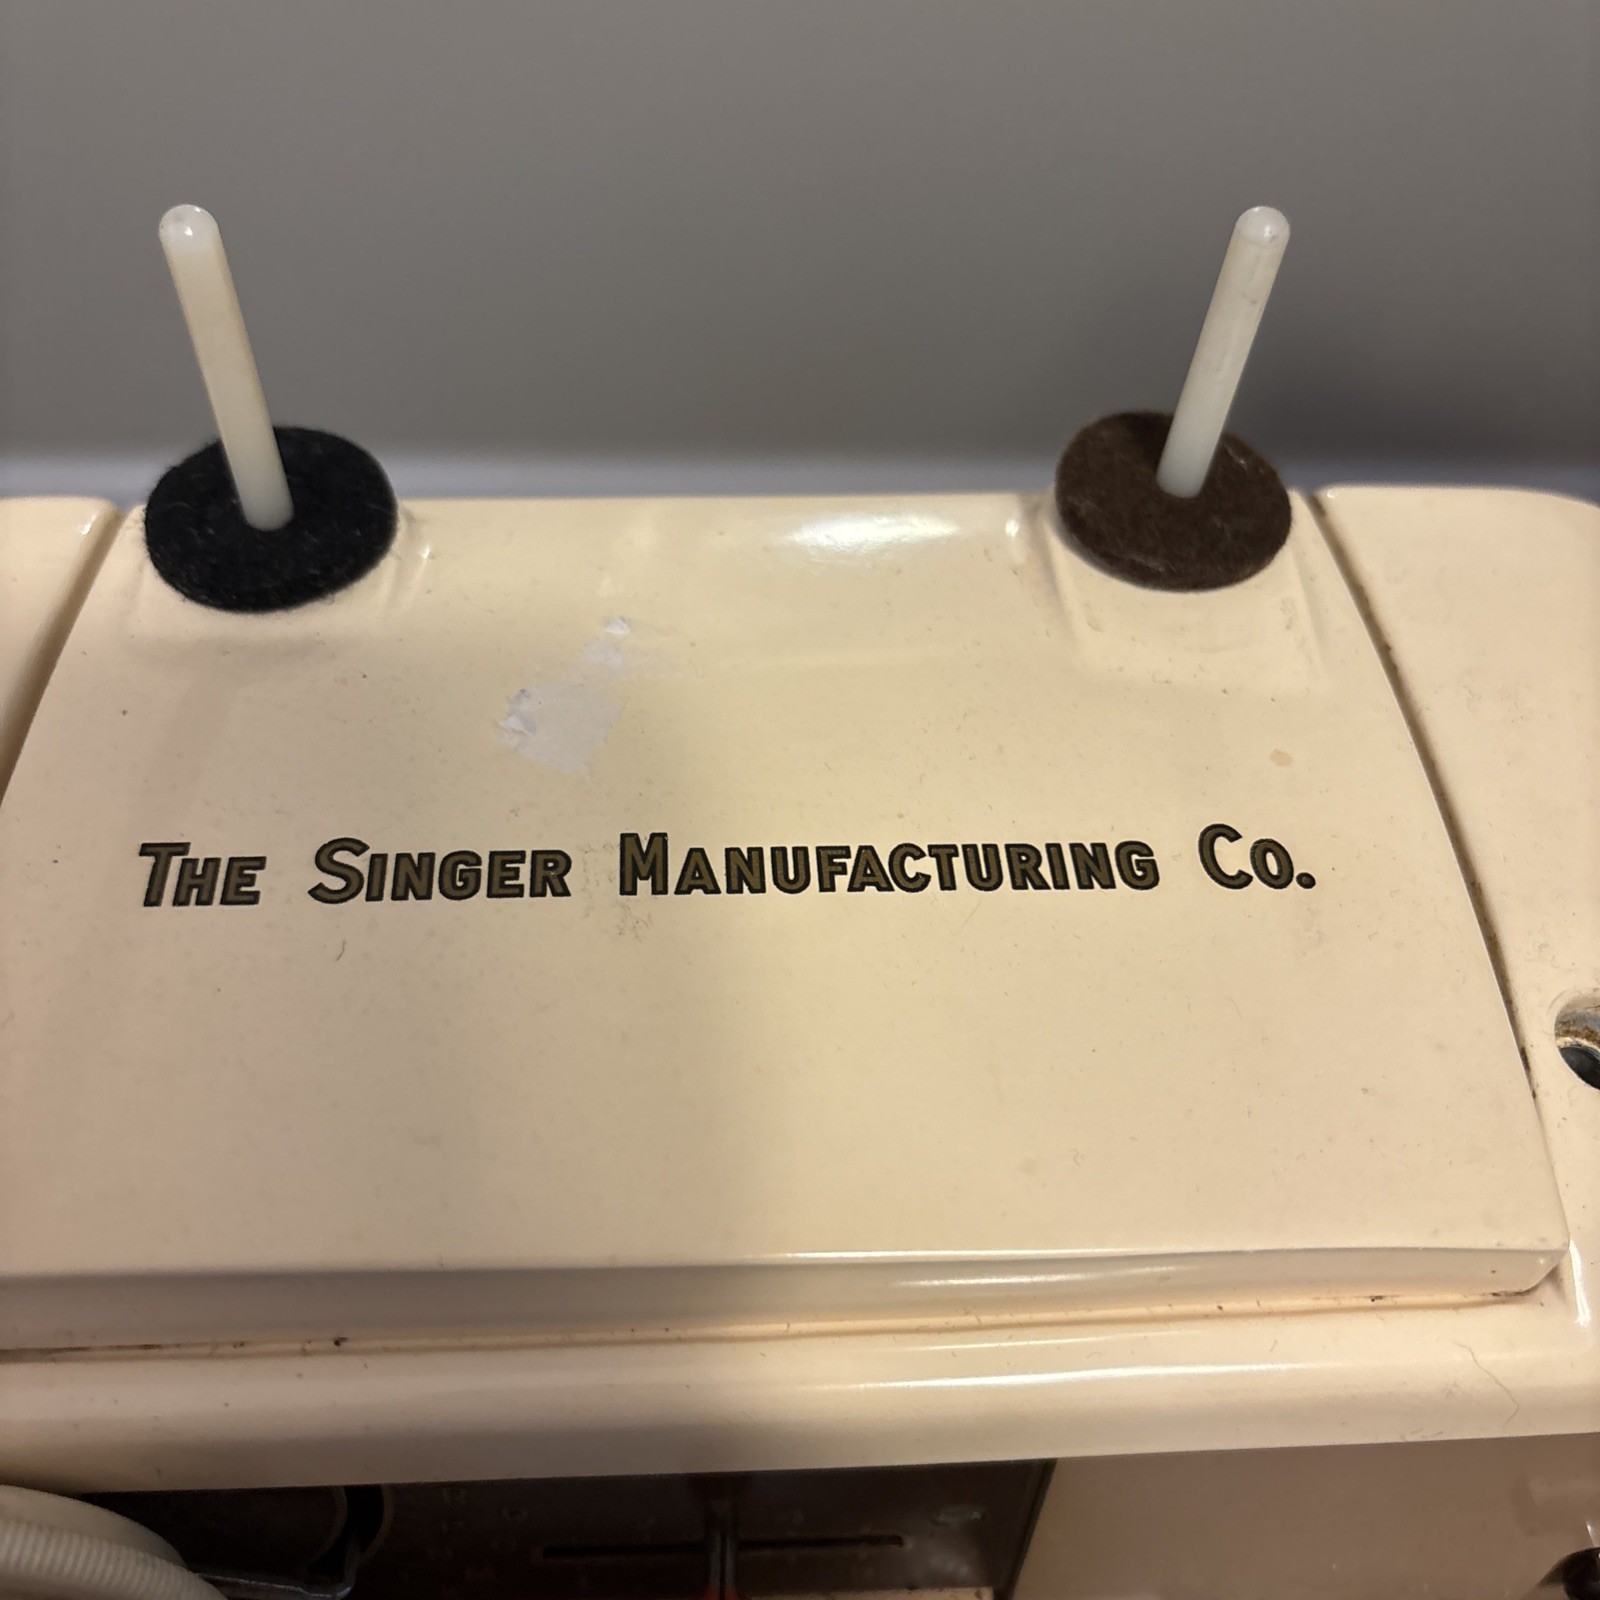 The Singer Manufacturing Co.